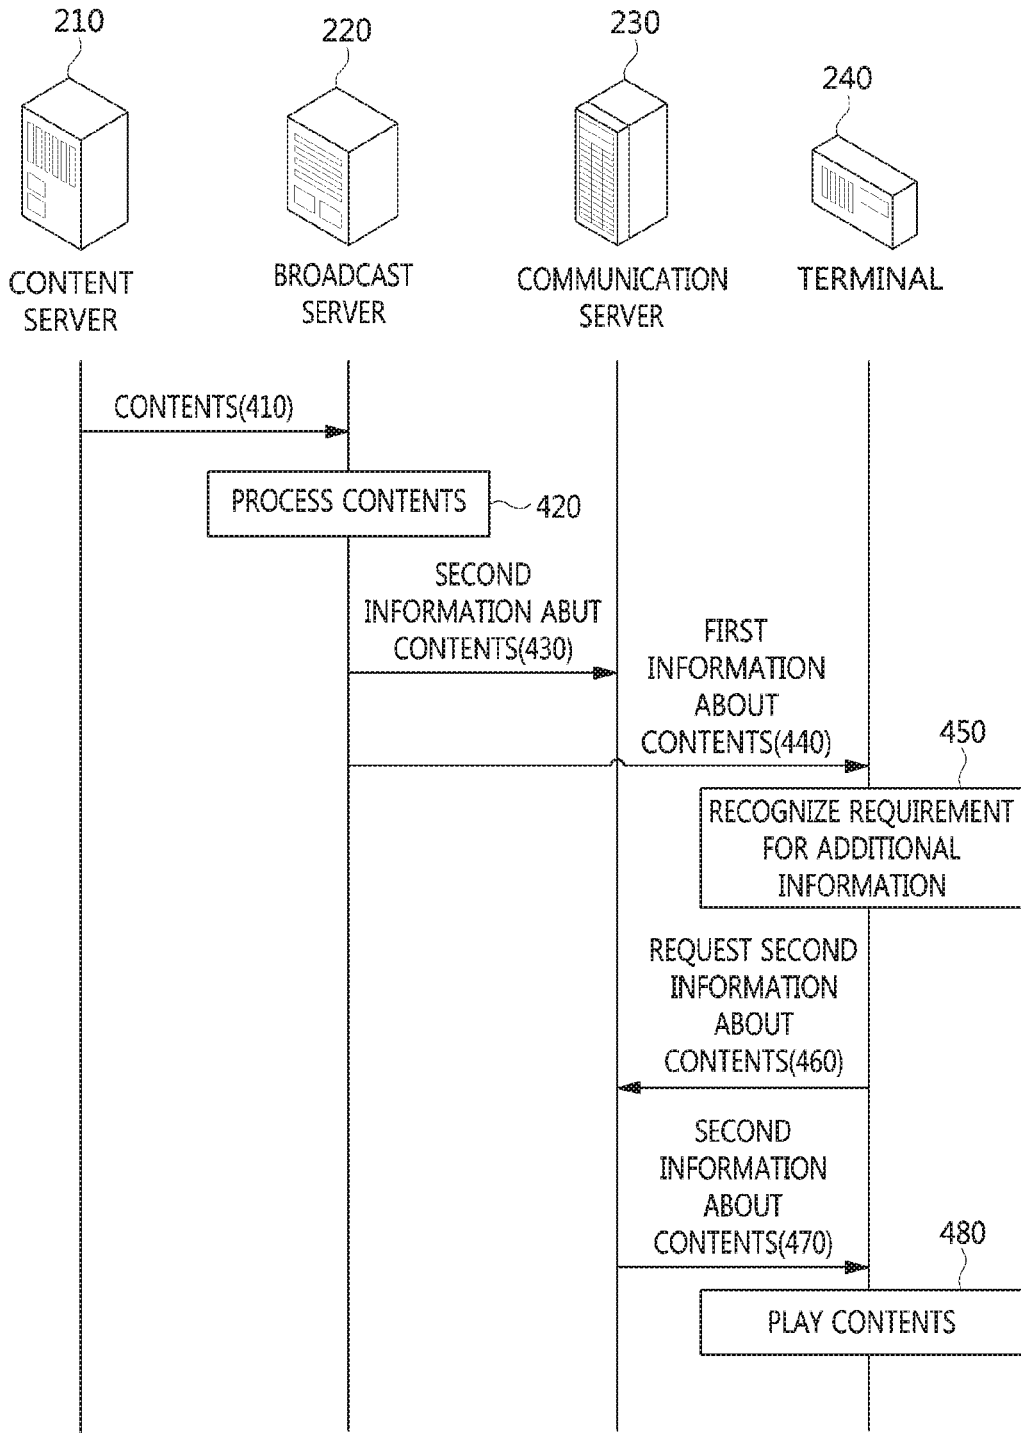 210
220
230
240
CONTENT
SERVER
BROADCAST
SERVER
COMMUNICATION
SERVER
TERMINAL
CONTENTS(410)
PROCESS CONTENTS
420
SECOND
INFORMATION ABUT
CONTENTS(430)
FIRST
INFORMATION
ABOUT
CONTENTS(440)
450
RECOGNIZE REQUIREMENT
FOR ADDITIONAL
INFORMATION
REQUEST SECOND
INFORMATION
ABOUT
CONTENTS(460)
SECOND
INFORMATION
ABOUT
CONTENTS(470)
480
PLAY CONTENTS